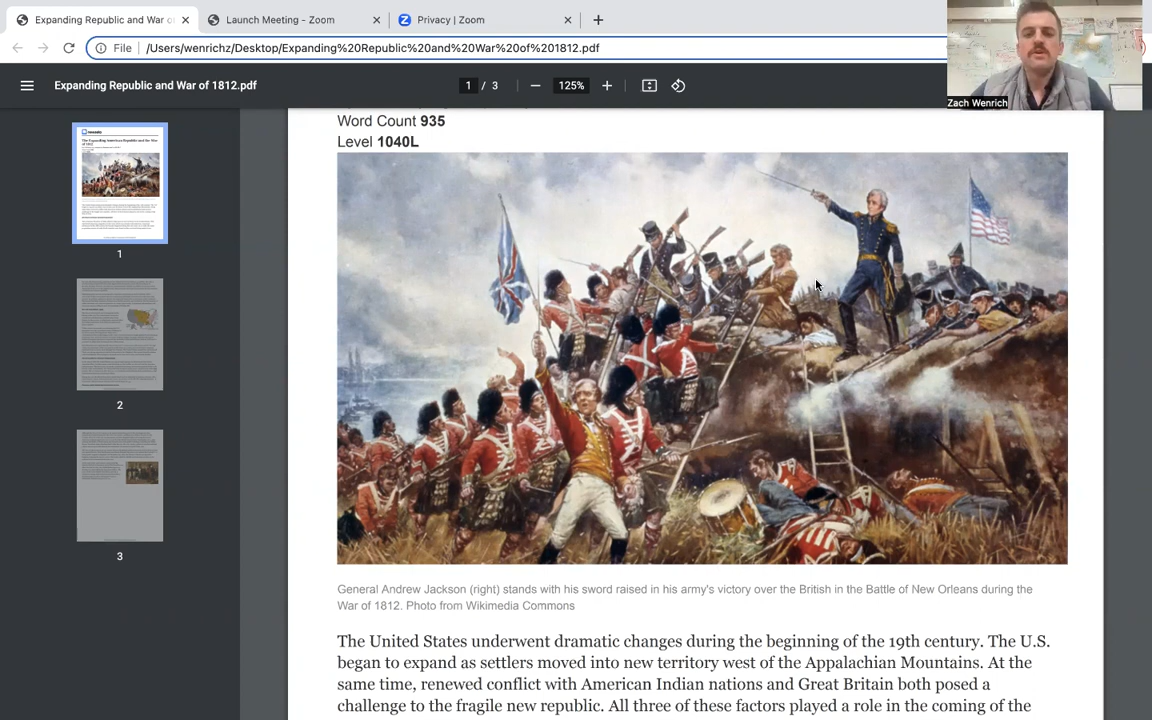 Expanding Republic and War o
Launch Meeting - Zoom
Privacy | Zoom
File
/Users/wenrichz/Desktop/Expanding%20Republic%20and%20War%20of%201812.pdf
Zach Wenrich
Expanding Republic and War of 1812.pdf
1 / 3
125%
Word Count 935
Level 1040L
1
2
3
General Andrew Jackson (right) stands with his sword raised in his army's victory over the British in the Battle of New Orleans during the
War of 1812. Photo from Wikimedia Commons
The United States underwent dramatic changes during the beginning of the 19th century. The U.S.
began to expand as settlers moved into new territory west of the Appalachian Mountains. At the
same time, renewed conflict with American Indian nations and Great Britain both posed a
challenge to the fragile new republic. All three of these factors played a role in the coming of the